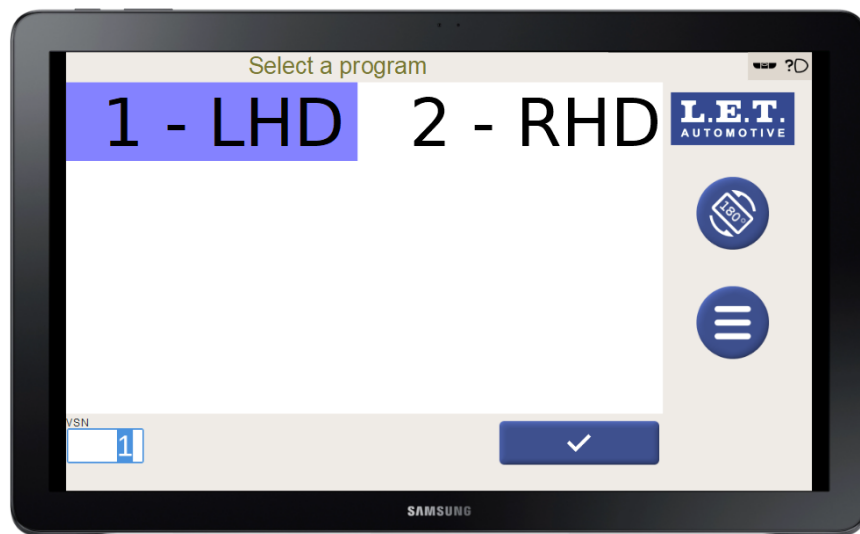 Select a program
?
1 - LHD
2 - RHD
L.E.T.
AUTOMOTIVE
180°
VSN
1
SAMSUNG